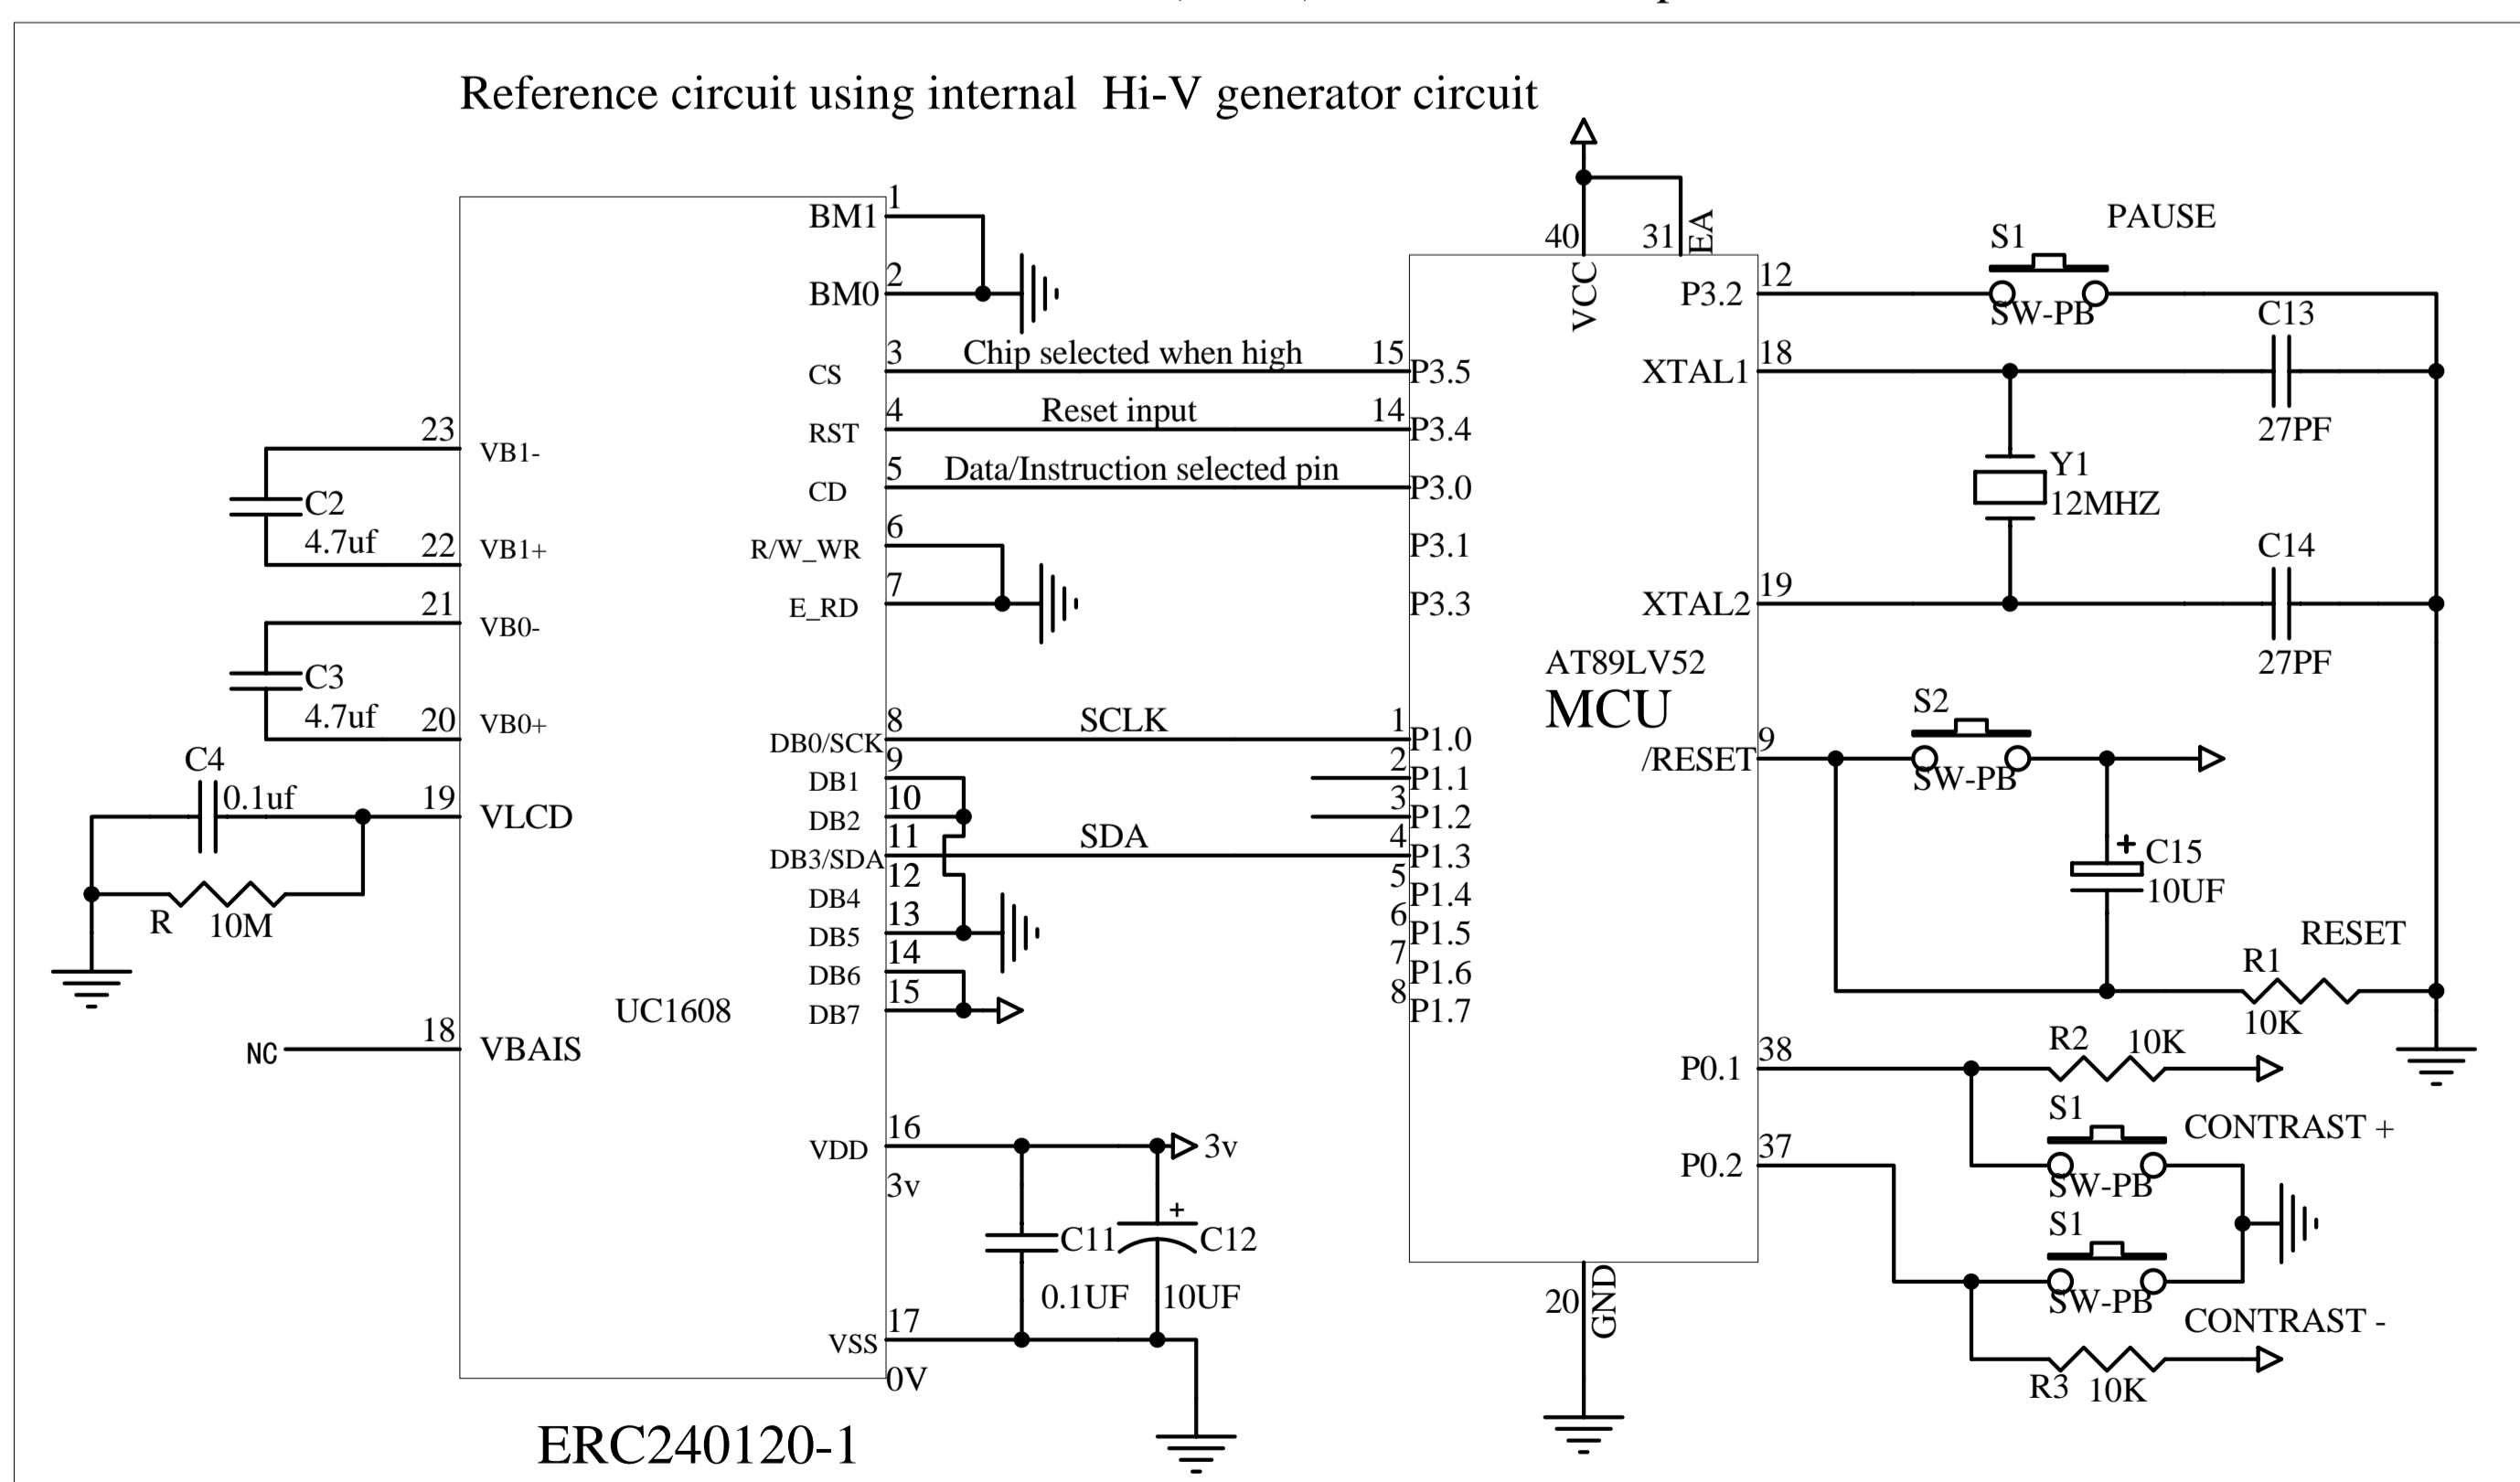 Reference circuit using internal Hi-V generator circuit
BM1
1
BM0
2
CS
3
Chip selected when high
15
P3.5
RST
4
Reset input
14
P3.4
CD
5
Data/Instruction selected pin
P3.0
R/W_WR
6
P3.1
E_RD
7
P3.3
DB0/SCK
8
SCLK
1
P1.0
DB1
9
2
P1.1
DB2
10
3
P1.2
DB3/SDA
11
SDA
4
P1.3
DB4
12
5
P1.4
DB5
13
6
P1.5
DB6
14
7
P1.6
DB7
15
8
P1.7
23
VB1-
C2
4.7uf
22
VB1+
21
VB0-
C3
4.7uf
20
VB0+
C4
0.1uf
19
VLCD
R
10M
NC
18
VBAIS
UC1608
VDD
16
3v
3v
C11
0.1UF
+
C12
10UF
VSS
17
0V
ERC240120-1
40
VCC
31
EA
AT89LV52
MCU
20
GND
P3.2
12
S1
PAUSE
SW-PB
XTAL1
18
C13
27PF
Y1
12MHZ
XTAL2
19
C14
27PF
/RESET
9
S2
SW-PB
+
C15
10UF
RESET
R1
10K
P0.1
38
R2
10K
S1
CONTRAST +
SW-PB
P0.2
37
S1
SW-PB
CONTRAST -
R3
10K